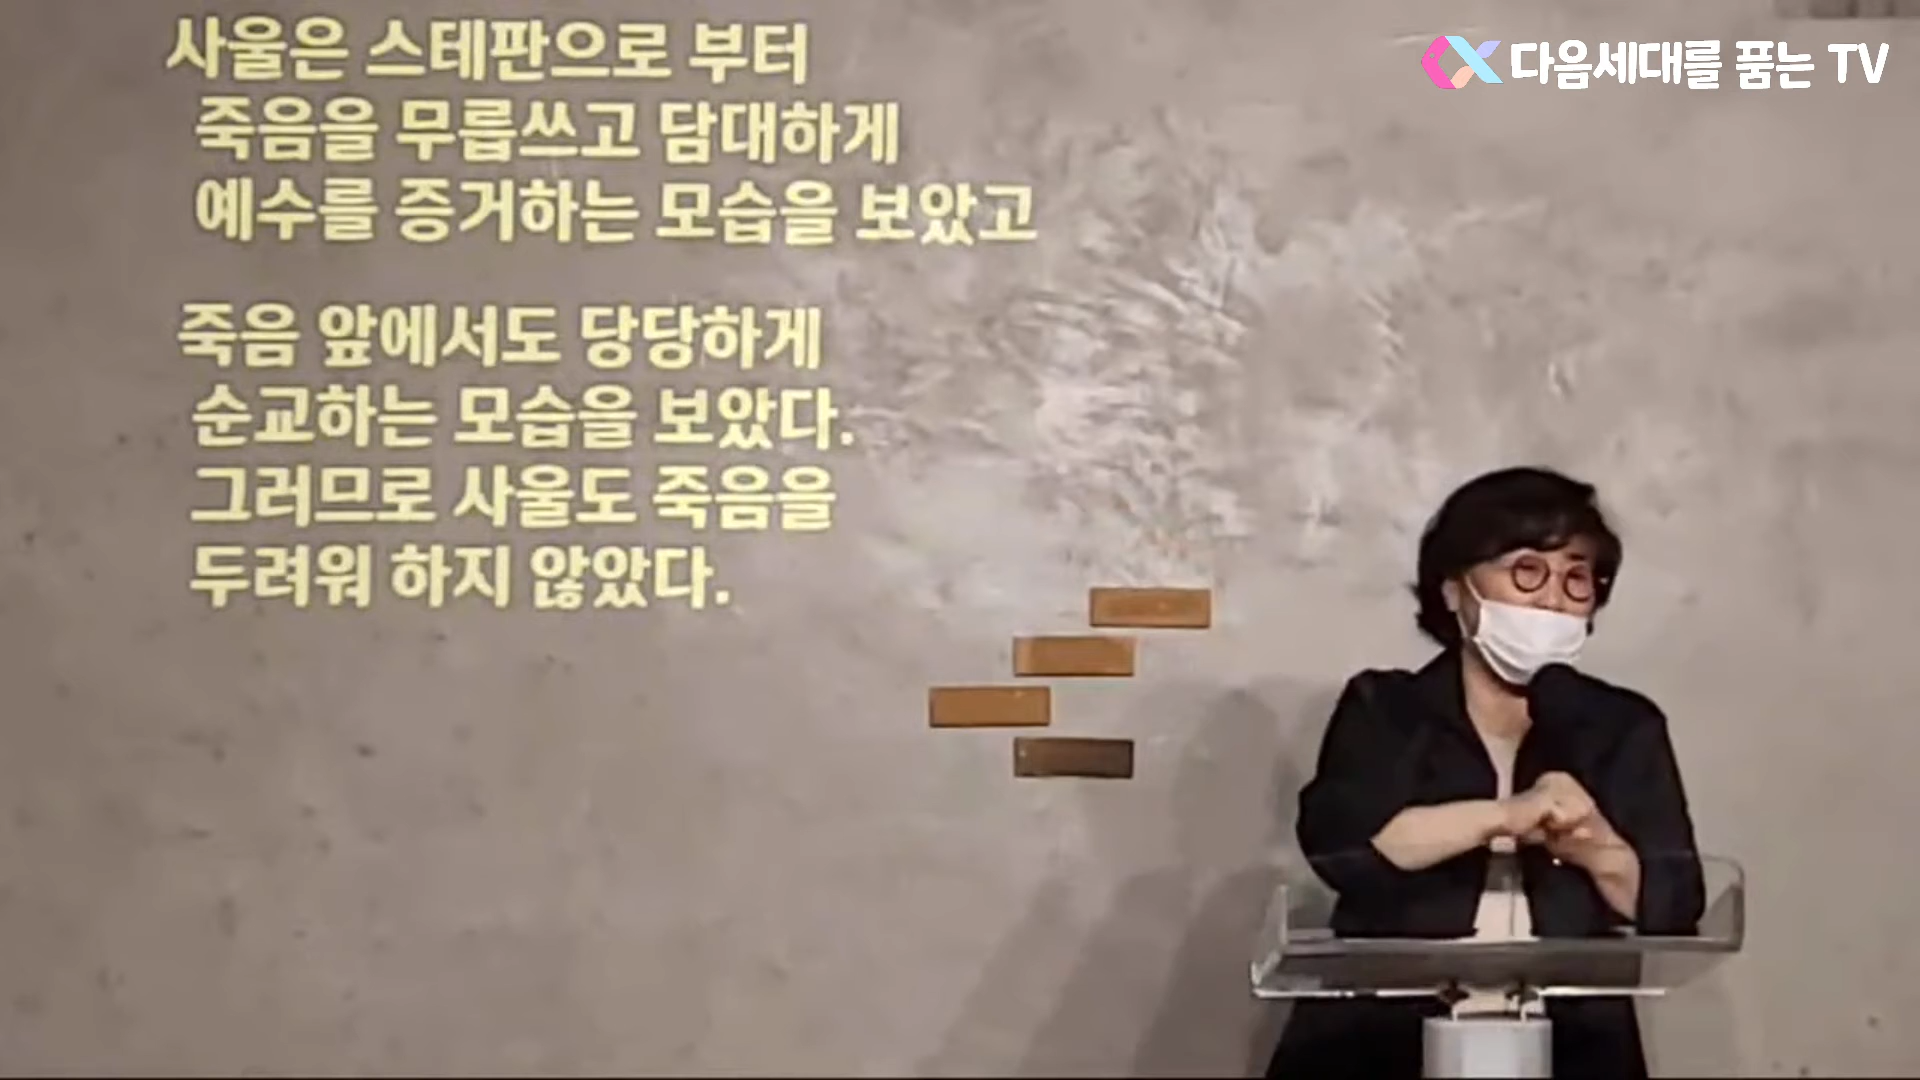 사울은 스테판으로 부터
죽음을 무릅쓰고 담대하게
예수를 증거하는 모습을 보았고
죽음 앞에서도 당당하게
순교하는 모습을 보았다.
그러므로 사울도 죽음을
두려워 하지 않았다.
다음세대를 품는 TV